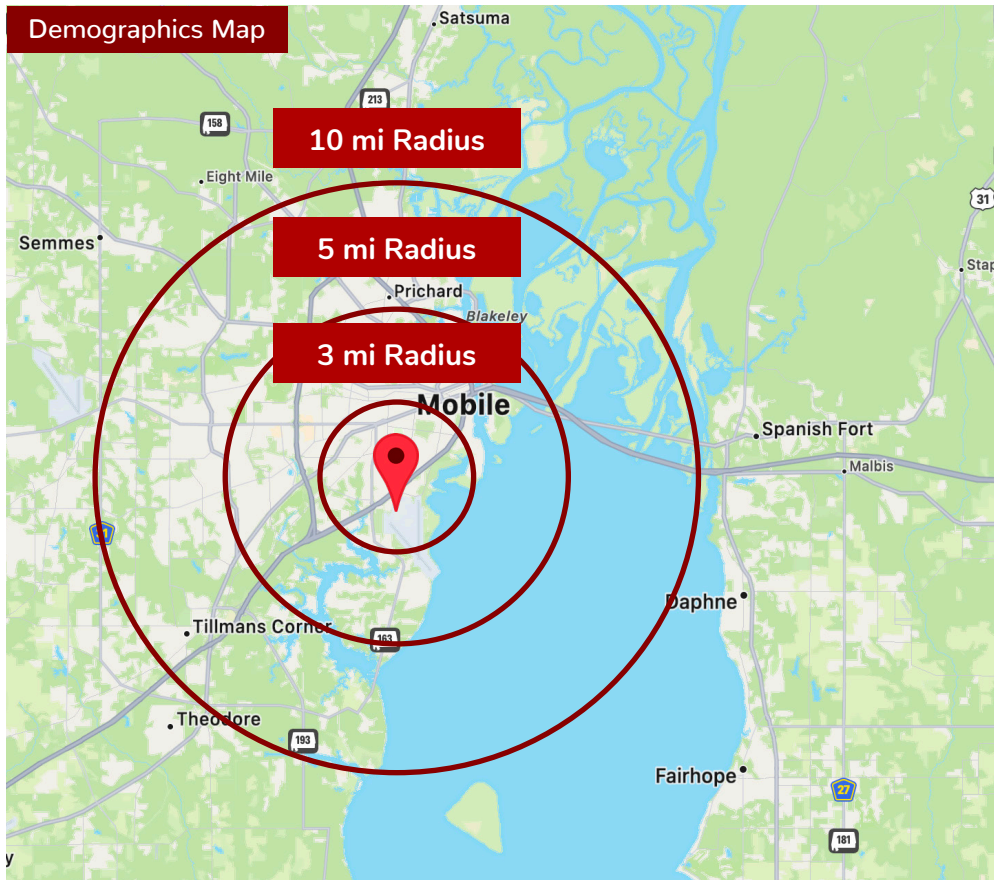 Demographics Map
Satsuma
213
158
10 mi Radius
Eight Mile
31
Semmes
5 mi Radius
Stap
Prichard
Blakeley
3 mi Radius
Mobile
Spanish Fort
Malbis
Daphne
Tillmans Corner
163
Theodore
193
Fairhope
27
181
y